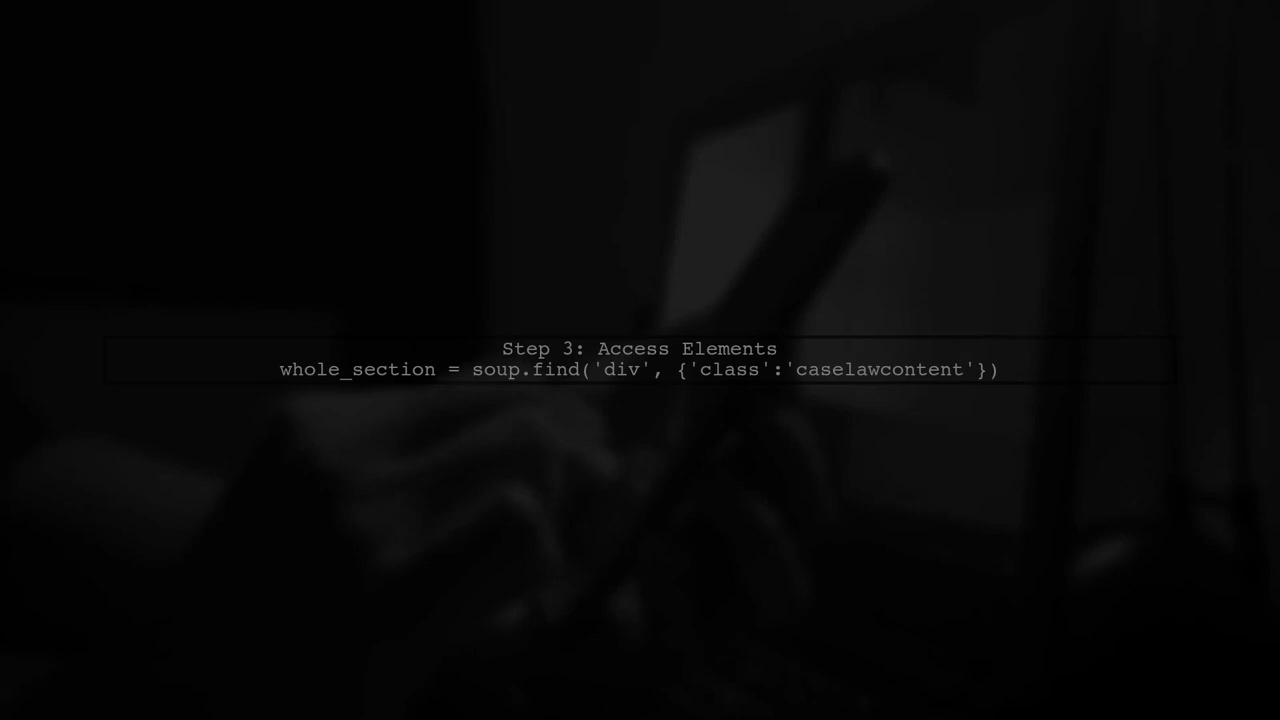 Step 3: Access Elements
whole_section = soup.find('div', {'class':'caselawcontent'})